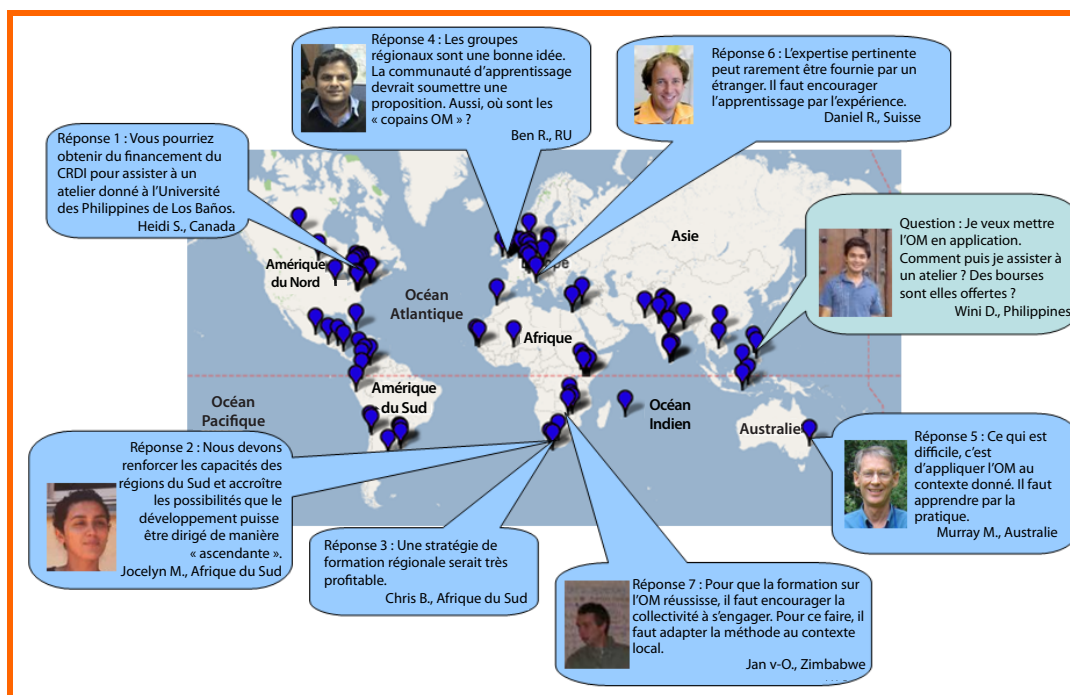 Réponse 4 : Les groupes
régionaux sont une bonne idée.
La communauté d'apprentissage
devrait soumettre une
proposition. Aussi, où sont les
« copains OM » ?
Ben R., RU
Réponse 6 : L'expertise pertinente
peut rarement être fournie par un
étranger. Il faut encourager
l'apprentissage par l'expérience.
Daniel R., Suisse
Réponse 1 : Vous pourriez
obtenir du financement du
CRDI pour assister à un
atelier donné à l'Université
des Philippines de Los Baños.
Heidi S., Canada
Question : Je veux mettre
l'OM en application.
Comment puis je assister à
un atelier ? Des bourses
sont elles offertes ?
Wini D., Philippines
Amérique
du Nord
Océan
Atlantique
Europe
Asie
Afrique
Amérique
du Sud
Océan
Pacifique
Océan
Indien
Australie
Réponse 2 : Nous devons
renforcer les capacités des
régions du Sud et accroître
les possibilités que le
développement puisse
être dirigé de manière
« ascendante ».
Jocelyn M., Afrique du Sud
Réponse 3 : Une stratégie de
formation régionale serait très
profitable.
Chris B., Afrique du Sud
Réponse 5 : Ce qui est
difficile, c'est
d'appliquer l'OM au
contexte donné. Il faut
apprendre par la
pratique.
Murray M., Australie
Réponse 7 : Pour que la formation sur
l'OM réussisse, il faut encourager la
collectivité à s'engager. Pour ce faire, il
faut adapter la méthode au contexte
local.
Jan v-O., Zimbabwe